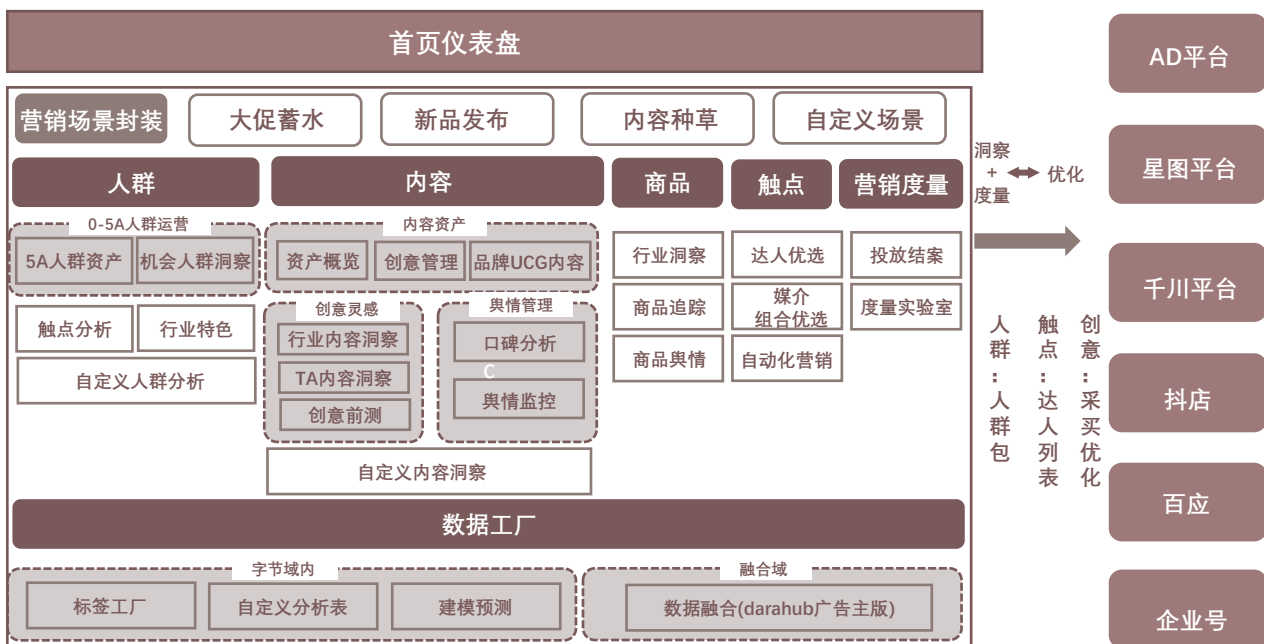 首页仪表盘
营销场景封装
大促蓄水
新品发布
内容种草
自定义场景
人群
内容
商品
触点
营销度量
0-5A人群运营
5A人群资产
机会人群洞察
触点分析
行业特色
自定义人群分析
内容资产
资产概览
创意管理
品牌UCG内容
创意灵感
行业内容洞察
TA内容洞察
创意前测
舆情管理
口碑分析
C
舆情监控
自定义内容洞察
行业洞察
商品追踪
商品舆情
达人优选
媒介
组合优选
自动化营销
投放结案
度量实验室
数据工厂
字节域内
标签工厂
自定义分析表
建模预测
融合域
数据融合(darahub广告主版)
洞察
+
度量
优化
人群：人群包
触点：达人列表
创意：采买优化
AD平台
星图平台
千川平台
抖店
百应
企业号